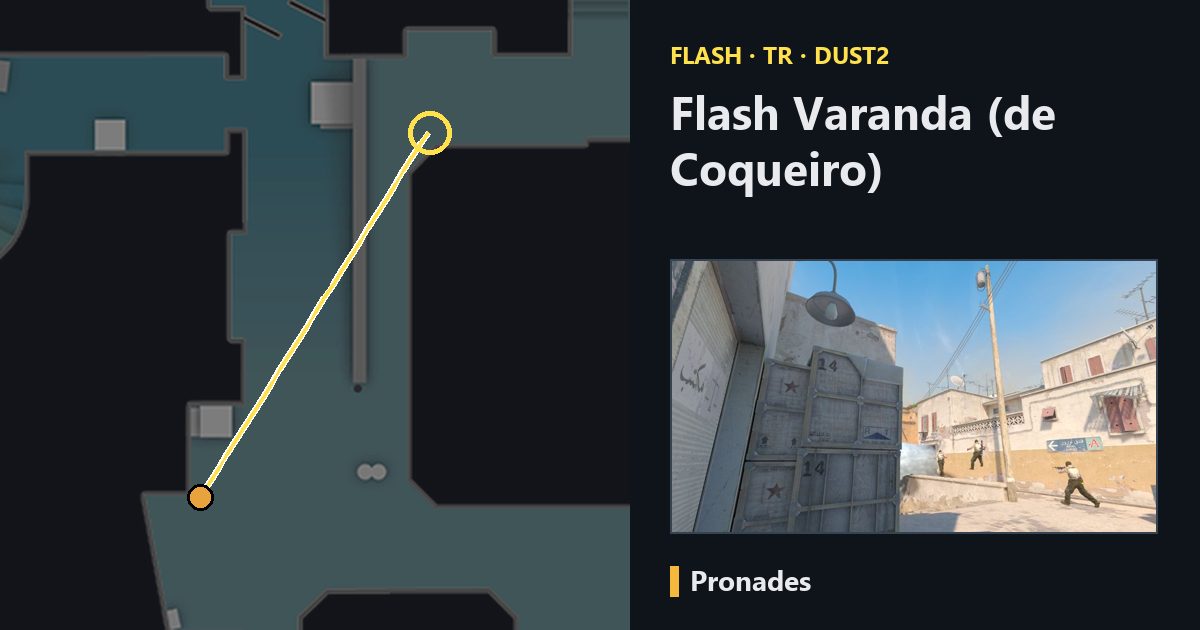 FLASH · TR · DUST2
Flash Varanda (de
Coqueiro)
14
14
A
Pronades